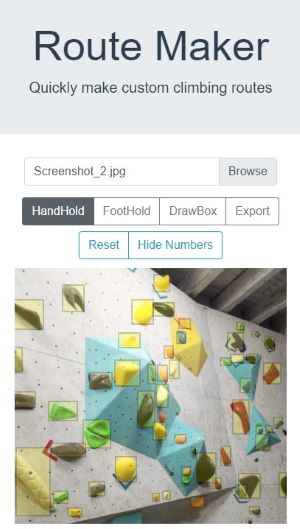 Route Maker
Quickly make custom climbing routes
Screenshot_2.jpg Browse
HandHold FootHold DrawBox Export
Reset Hide Numbers